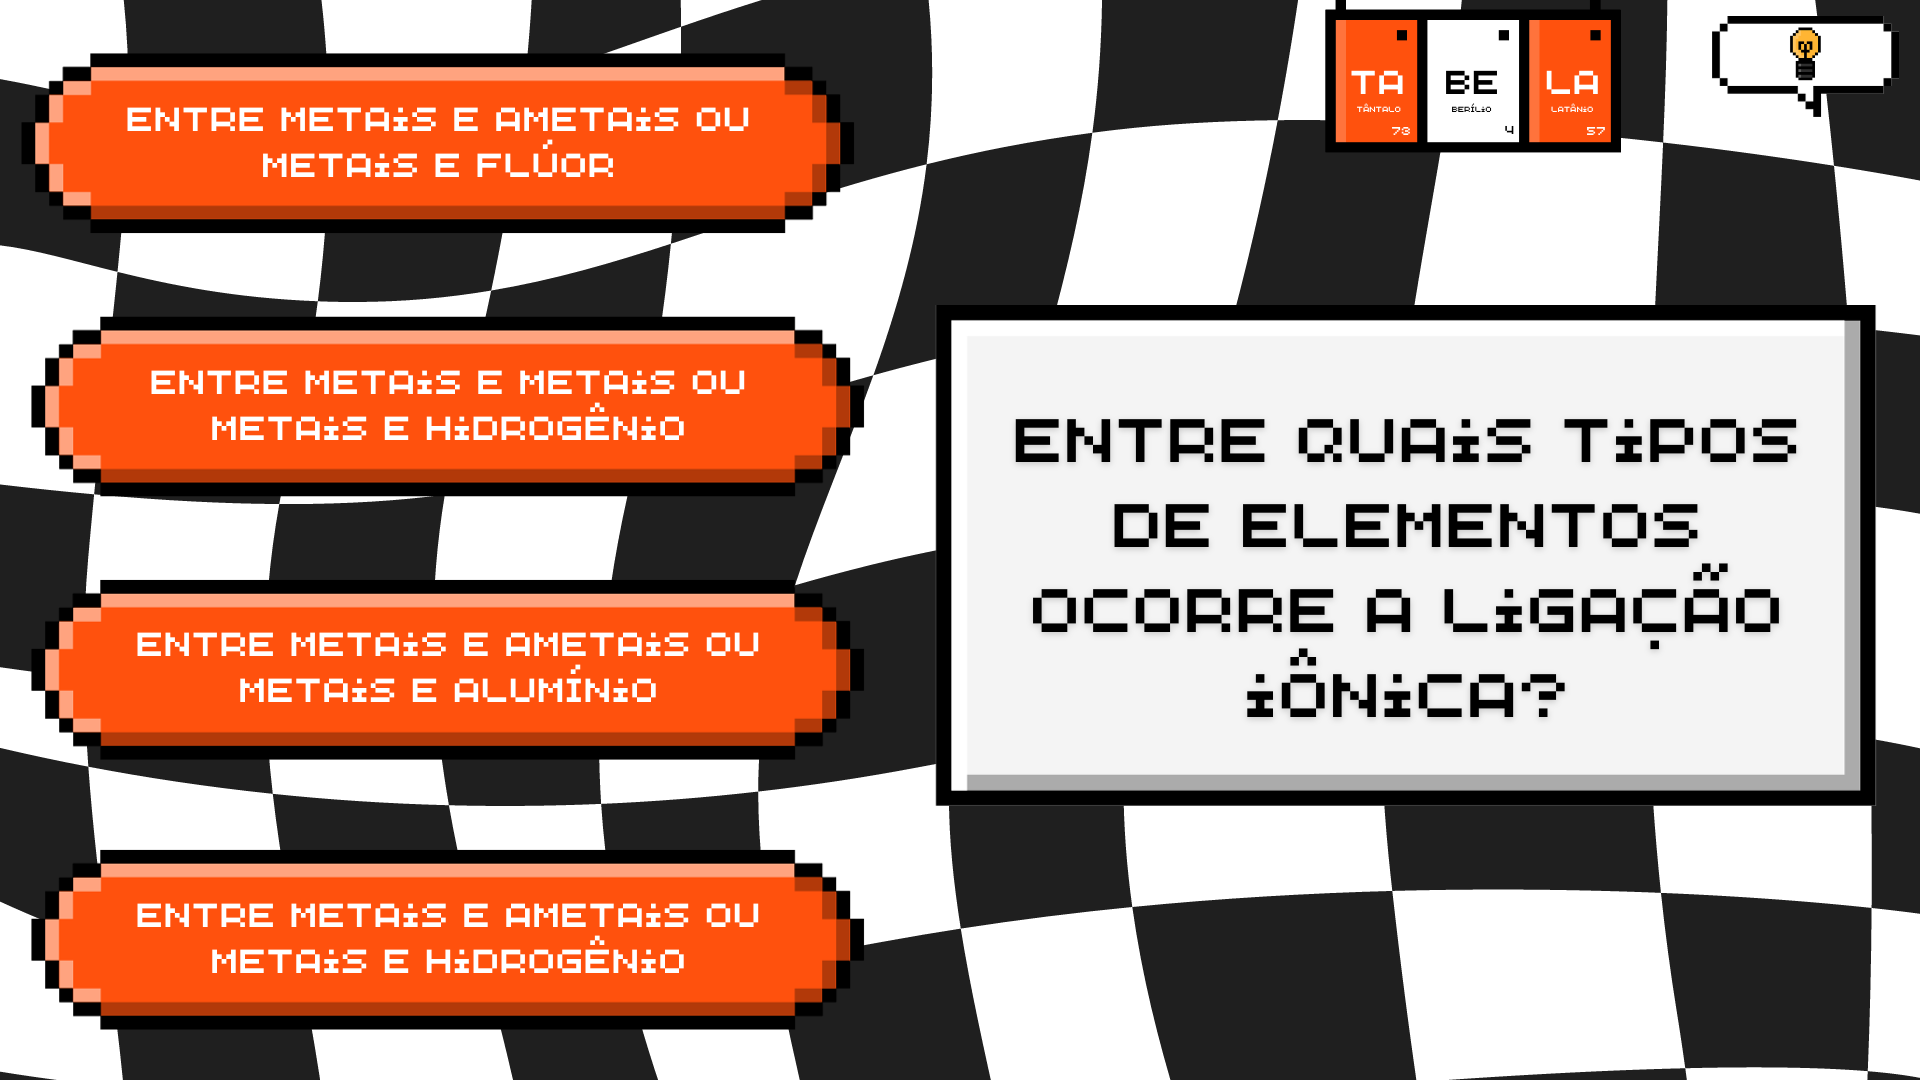 ENTRE METAiS E AMETAiS OU
METAiS E FLÚOR
ENTRE METAiS E METAiS OU
METAiS E HiDROGÊNiO
ENTRE METAiS E AMETAiS OU
METAiS E ALUMÍNiO
ENTRE METAiS E AMETAiS OU
METAiS E HiDROGÊNiO
TA
TÂNTALO
73
BE
BERÍLiO
4
LA
LATÂNiO
57
ENTRE QUAiS TiPOS
DE ELEMENTOS
OCORRE A LiGAÇÃO
iÔNiCA?